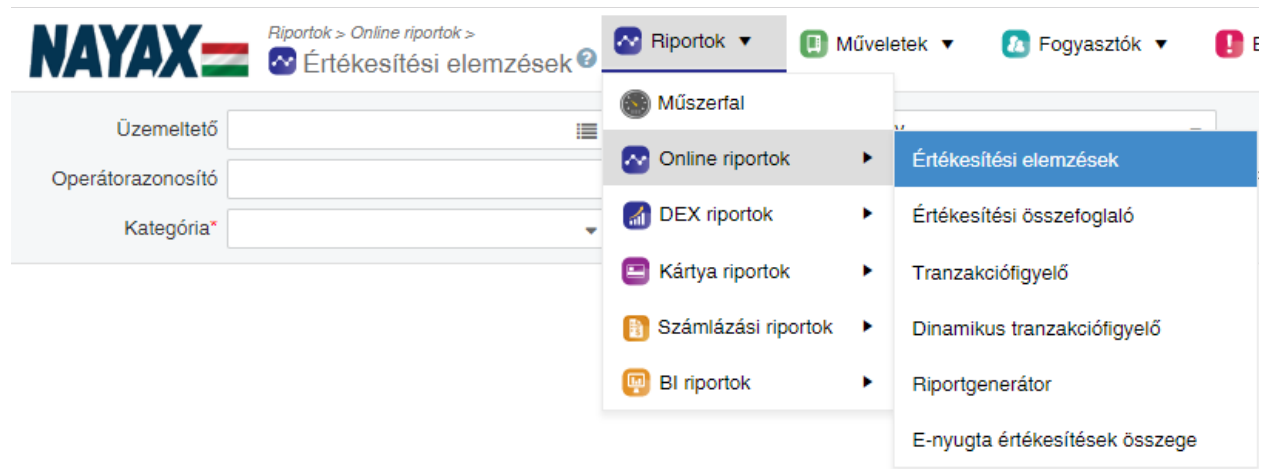 NAYAX
Riportok > Online riportok >
Értékesítési elemzések ?
Riportok ▼
Műveletek ▼
Fogyasztók ▼
Üzemeltető
Operátorazonosító
Kategória*
Műszerfal
Online riportok
DEX riportok
Kártya riportok
Számlázási riportok
BI riportok
Értékesítési elemzések
Értékesítési összefoglaló
Tranzakciófigyelő
Dinamikus tranzakciófigyelő
Riportgenerátor
E-nyugta értékesítések összege